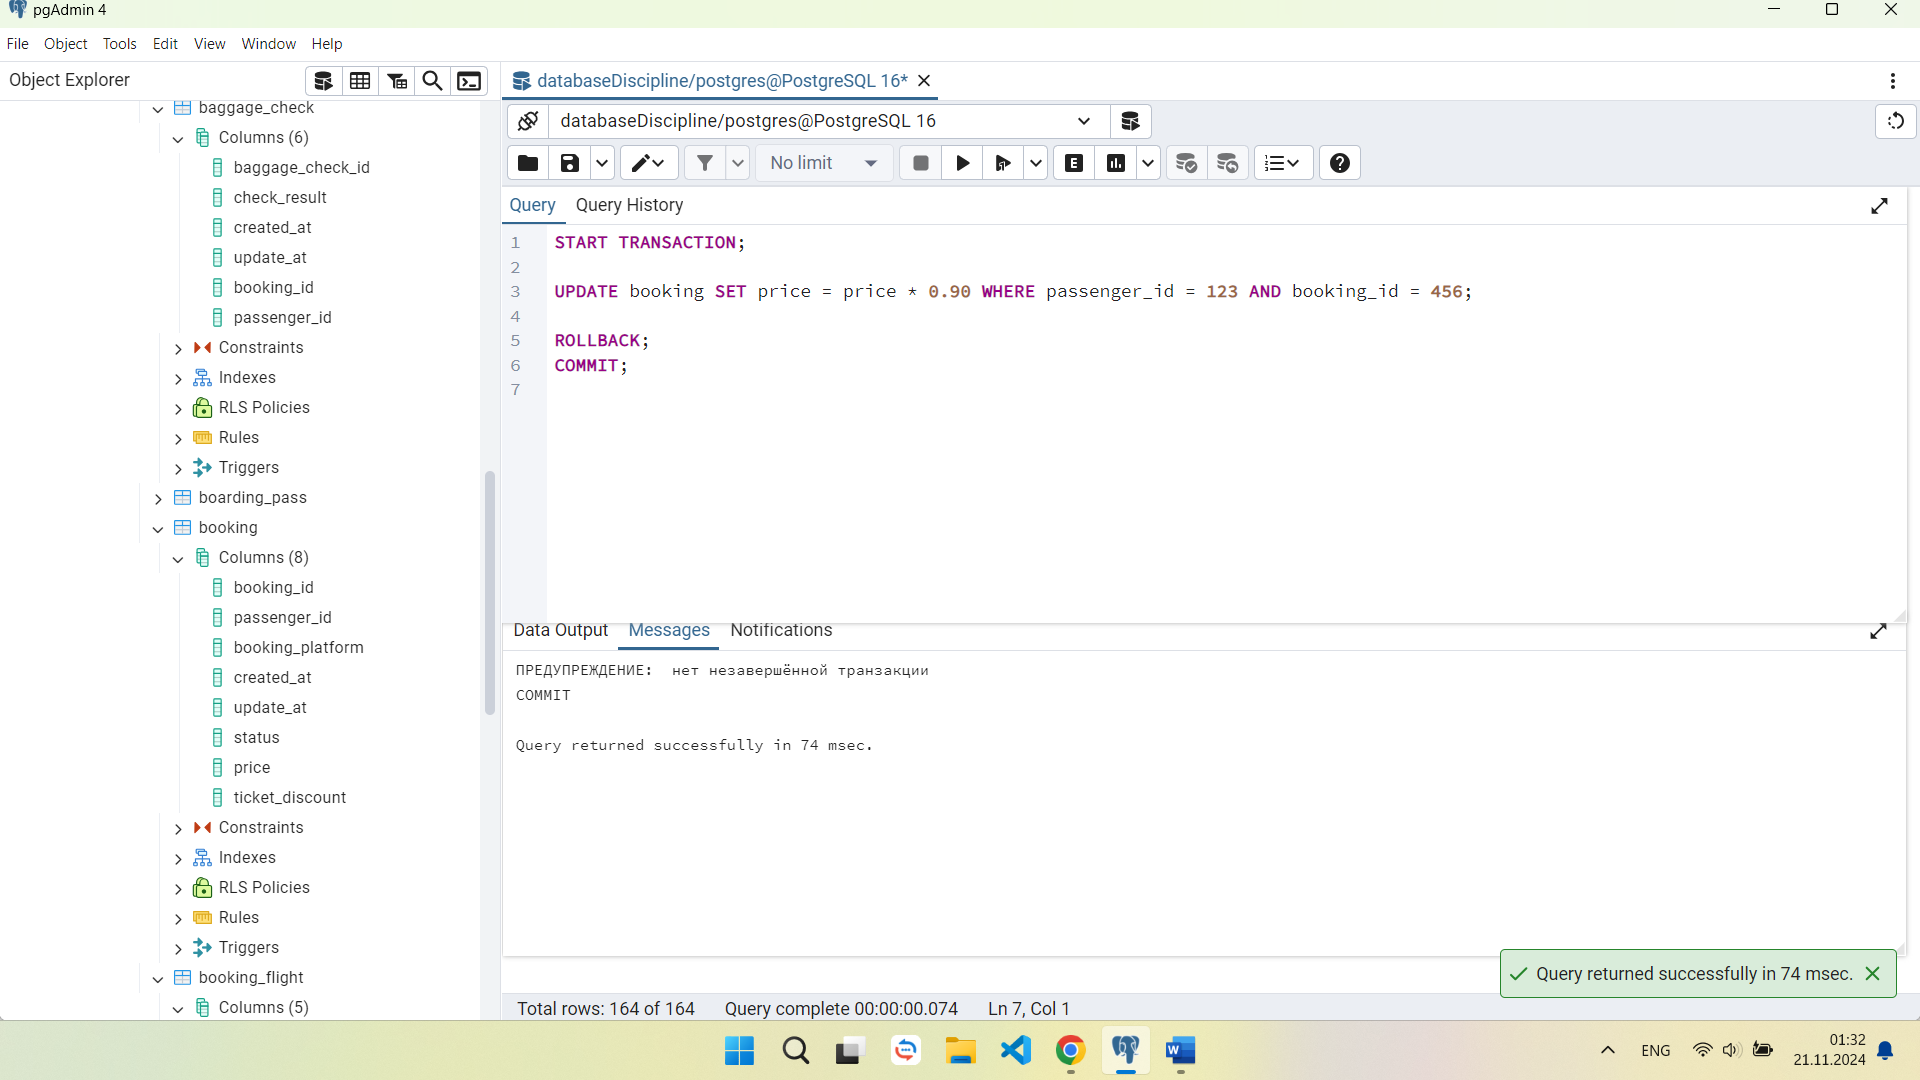 pgAdmin 4
File Object Tools Edit View Window Help
Object Explorer
baggage_check
Columns (6)
baggage_check_id
check_result
created_at
update_at
booking_id
passenger_id
Constraints
Indexes
RLS Policies
Rules
Triggers
boarding_pass
booking
Columns (8)
booking_id
passenger_id
booking_platform
created_at
update_at
status
price
ticket_discount
Constraints
Indexes
RLS Policies
Rules
Triggers
booking_flight
Columns (5)
databaseDiscipline/postgres@PostgreSQL 16*
databaseDiscipline/postgres@PostgreSQL 16
No limit
E
Query Query History
1 START TRANSACTION;
2
3 UPDATE booking SET price = price * 0.90 WHERE passenger_id = 123 AND booking_id = 456;
4
5 ROLLBACK;
6 COMMIT;
7
Data Output Messages Notifications
ПРЕДУПРЕЖДЕНИЕ: нет незавершённой транзакции
COMMIT
Query returned successfully in 74 msec.
Query returned successfully in 74 msec.
Total rows: 164 of 164 Query complete 00:00:00.074 Ln 7, Col 1
W
ENG
01:32
21.11.2024